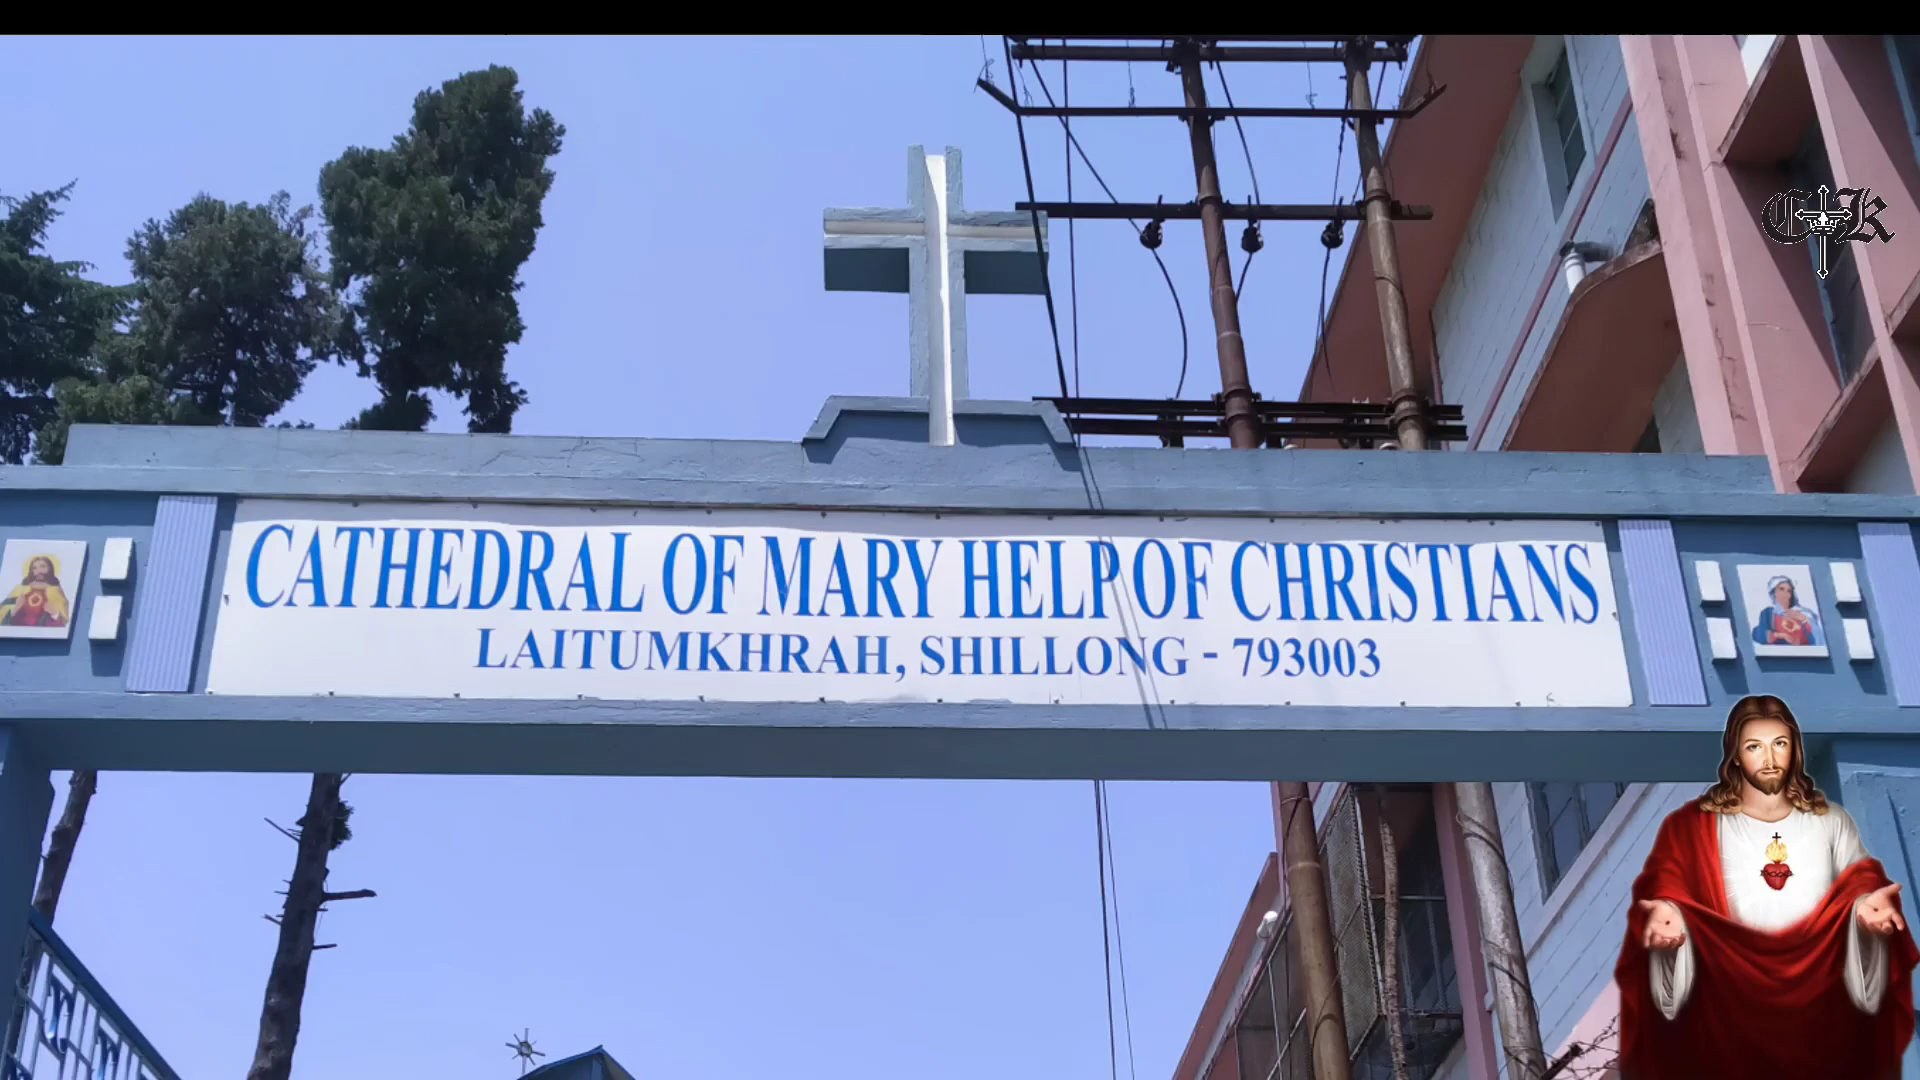 CATHEDRAL OF MARY HELP OF CHRISTIANS
LAITUMKHRAH, SHILLONG - 793003
C K